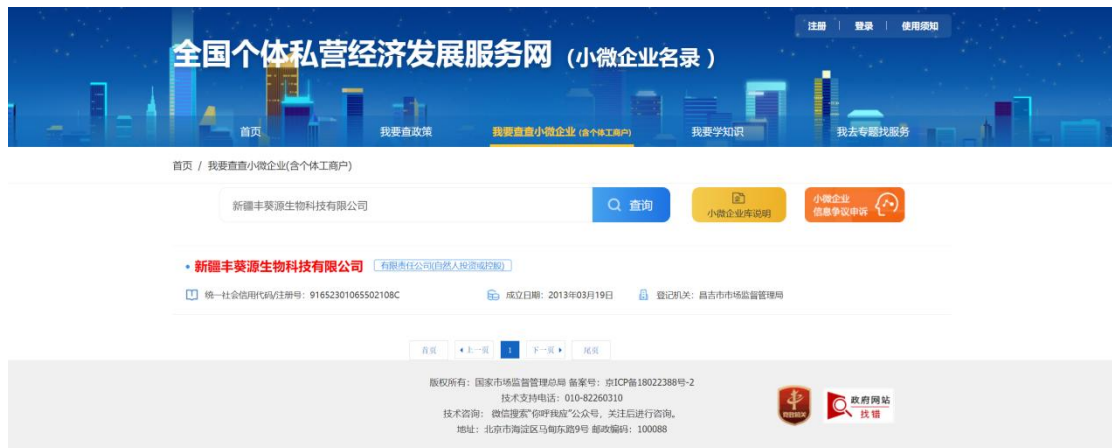 注册 | 登录 | 使用须知
全国个体私营经济发展服务网（小微企业名录）
首页 我要查政策 我要查查小微企业 (含个体工商户) 我要学知识 我去专题找服务
首页 / 我要查查小微企业(含个体工商户)
新疆丰葵源生物科技有限公司 查询 小微企业库说明 小微企业
信息争议申诉
新疆丰葵源生物科技有限公司 有限责任公司(自然人投资或控股)
统一社会信用代码/注册号：91652301065502108C 成立日期：2013年03月19日 登记机关：昌吉市市场监督管理局
首页 上一页 1 下一页 尾页
版权所有：国家市场监督管理总局 备案号：京ICP备18022388号-2
技术支持电话：010-82260310
技术咨询： 微信搜索“你呼我应”公众号，关注后进行咨询。
地址：北京市海淀区马甸东路9号 邮政编码：100088
党政机关
政府网站
找错